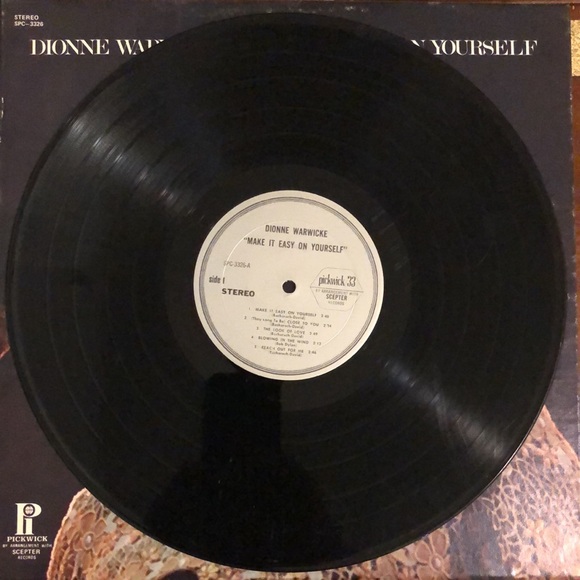 STEREO
SPC-3326
DIONNE WAR N YOURSELF
DIONNE WARWICKE
"MAKE IT EASY ON YOURSELF"
SPC-3326-A
side 1
STEREO
pickwick 33
BY ARRANGEMENT WITH
SCEPTER
RECORDS
1 MAKE IT EASY ON YOURSELF
(Bacharach-David)
2 (They Long To Be) CLOSE TO YOU
(Bacharach-David)
3 THE LOOK OF LOVE
(Bacharach-David)
4 BLOWING IN THE WIND
(Bob Dylan)
5 REACH OUT FOR ME
(Bacharach-David)
Pi
PICKWICK
BY ARRANGEMENT WITH
SCEPTER
RECORDS